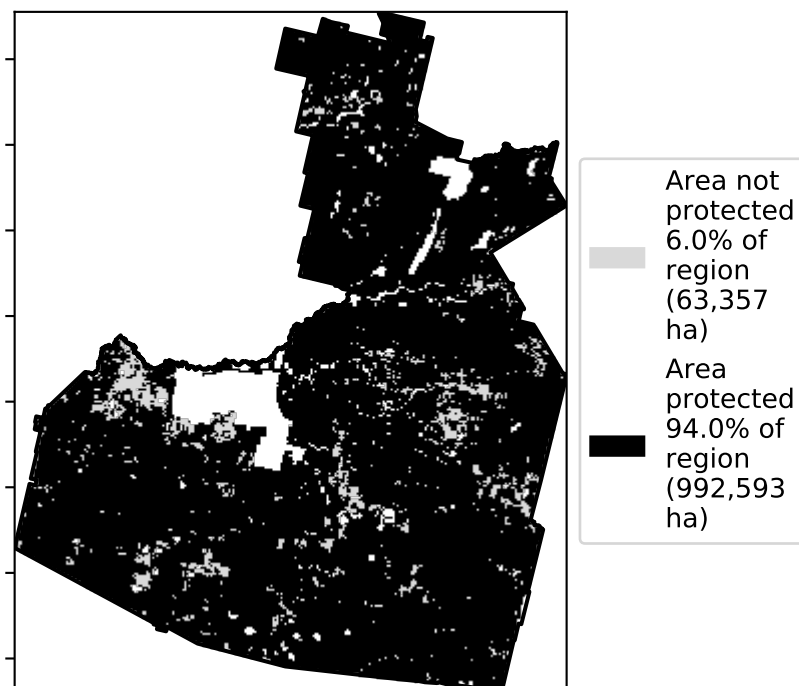 Area not
protected
6.0% of
region
(63,357
ha)
Area
protected
94.0% of
region
(992,593
ha)